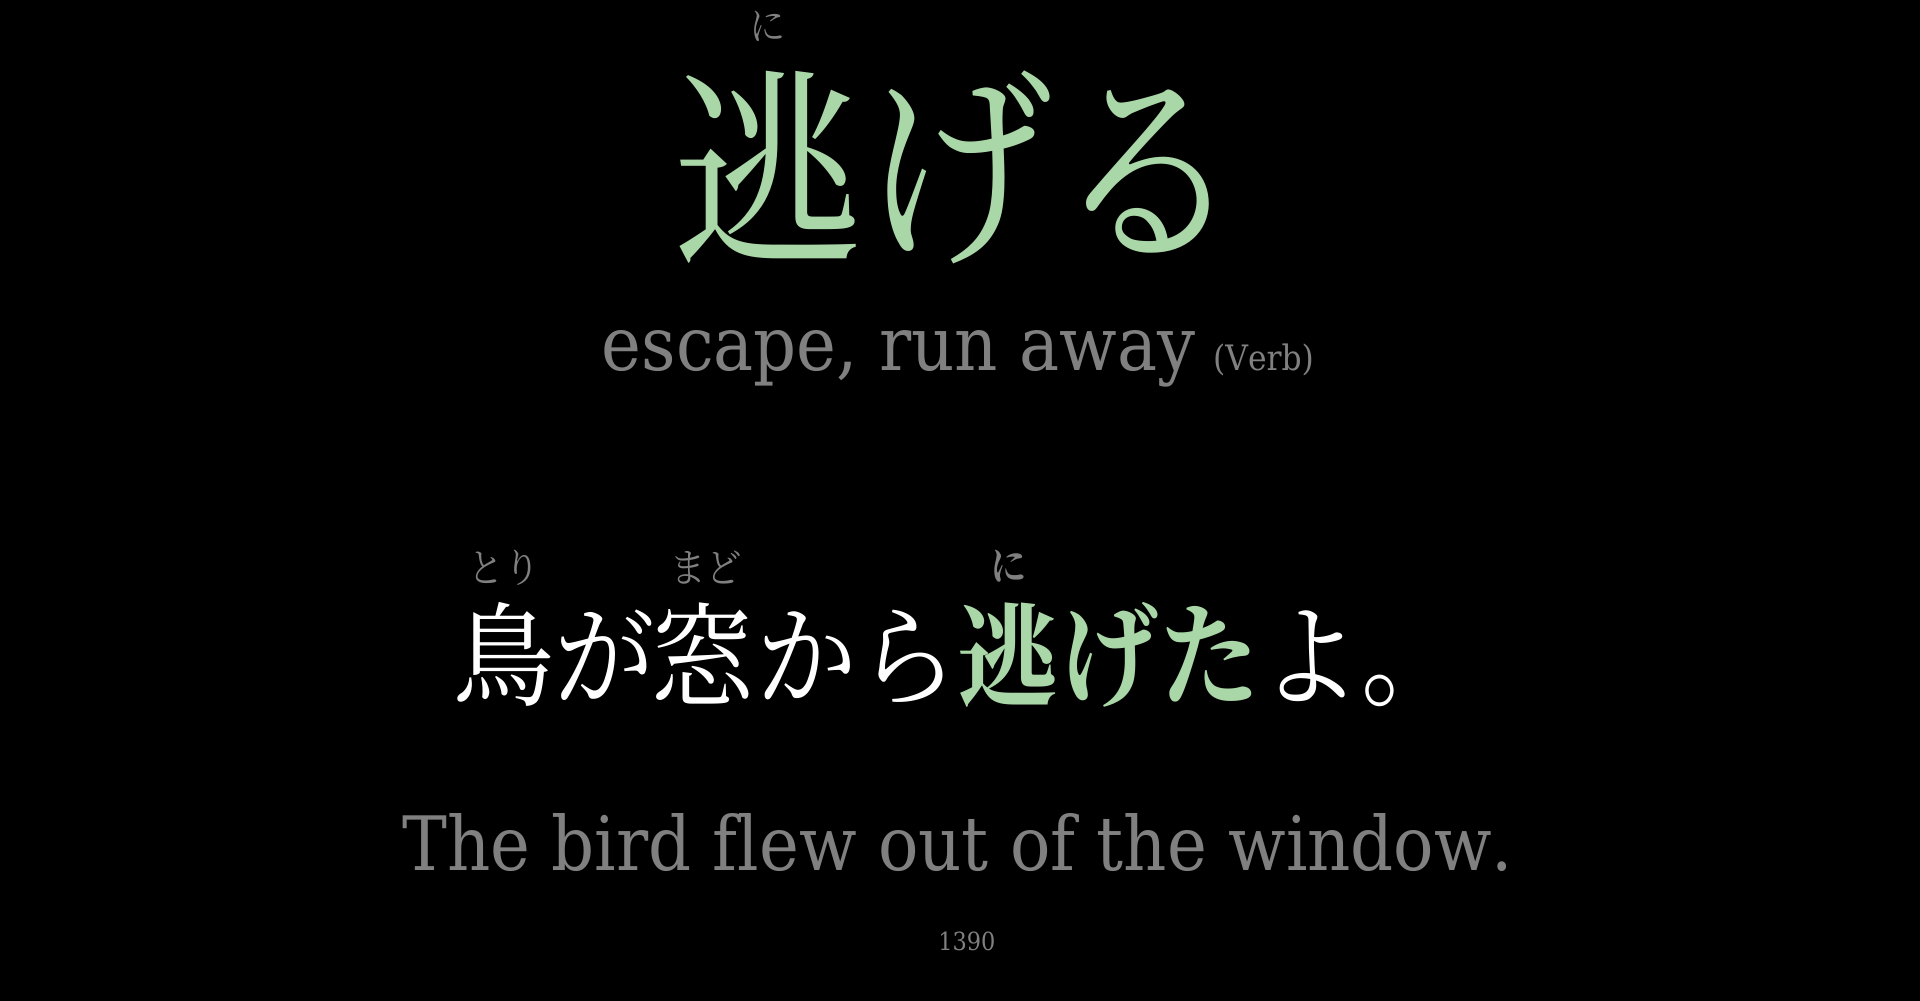 に
逃げる
escape, run away (Verb)
とり まど に
鳥が窓から逃げたよ。
The bird flew out of the window.
1390